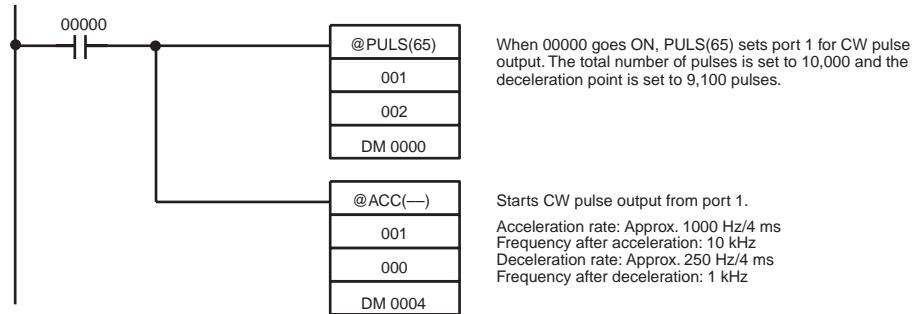 00000
@PULS(65)
001
002
DM 0000
When 00000 goes ON, PULS(65) sets port 1 for CW pulse
output. The total number of pulses is set to 10,000 and the
deceleration point is set to 9,100 pulses.
@ACC(––)
001
000
DM 0004
Starts CW pulse output from port 1.
Acceleration rate: Approx. 1000 Hz/4 ms
Frequency after acceleration: 10 kHz
Deceleration rate: Approx. 250 Hz/4 ms
Frequency after deceleration: 1 kHz